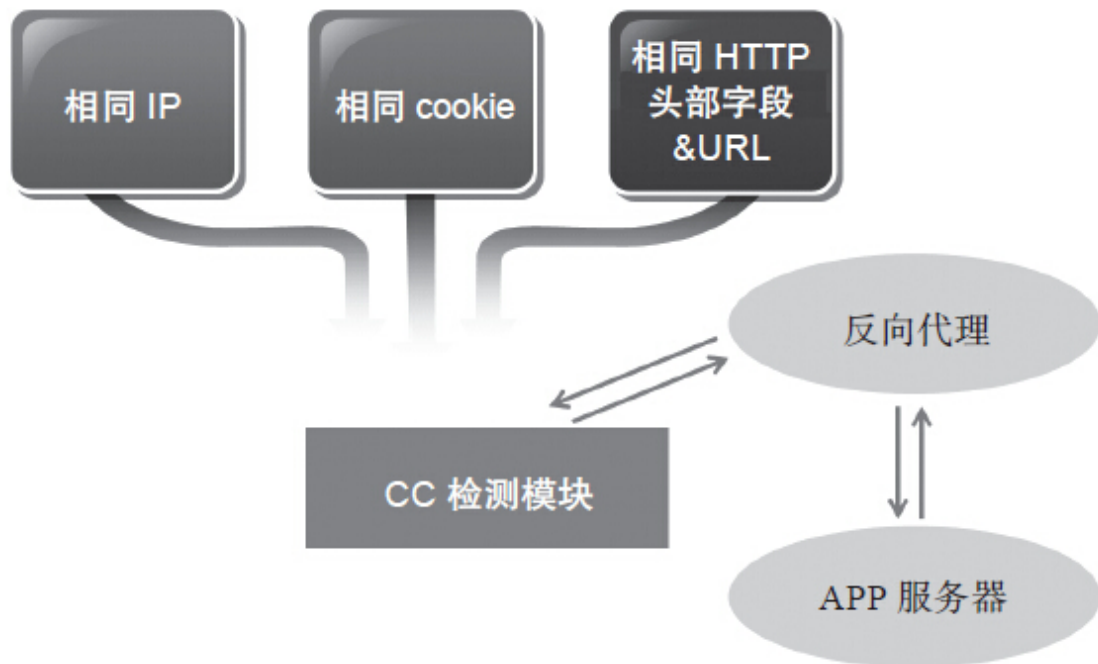 相同 IP
相同 cookie
相同 HTTP
头部字段
&URL
反向代理
CC 检测模块
APP 服务器